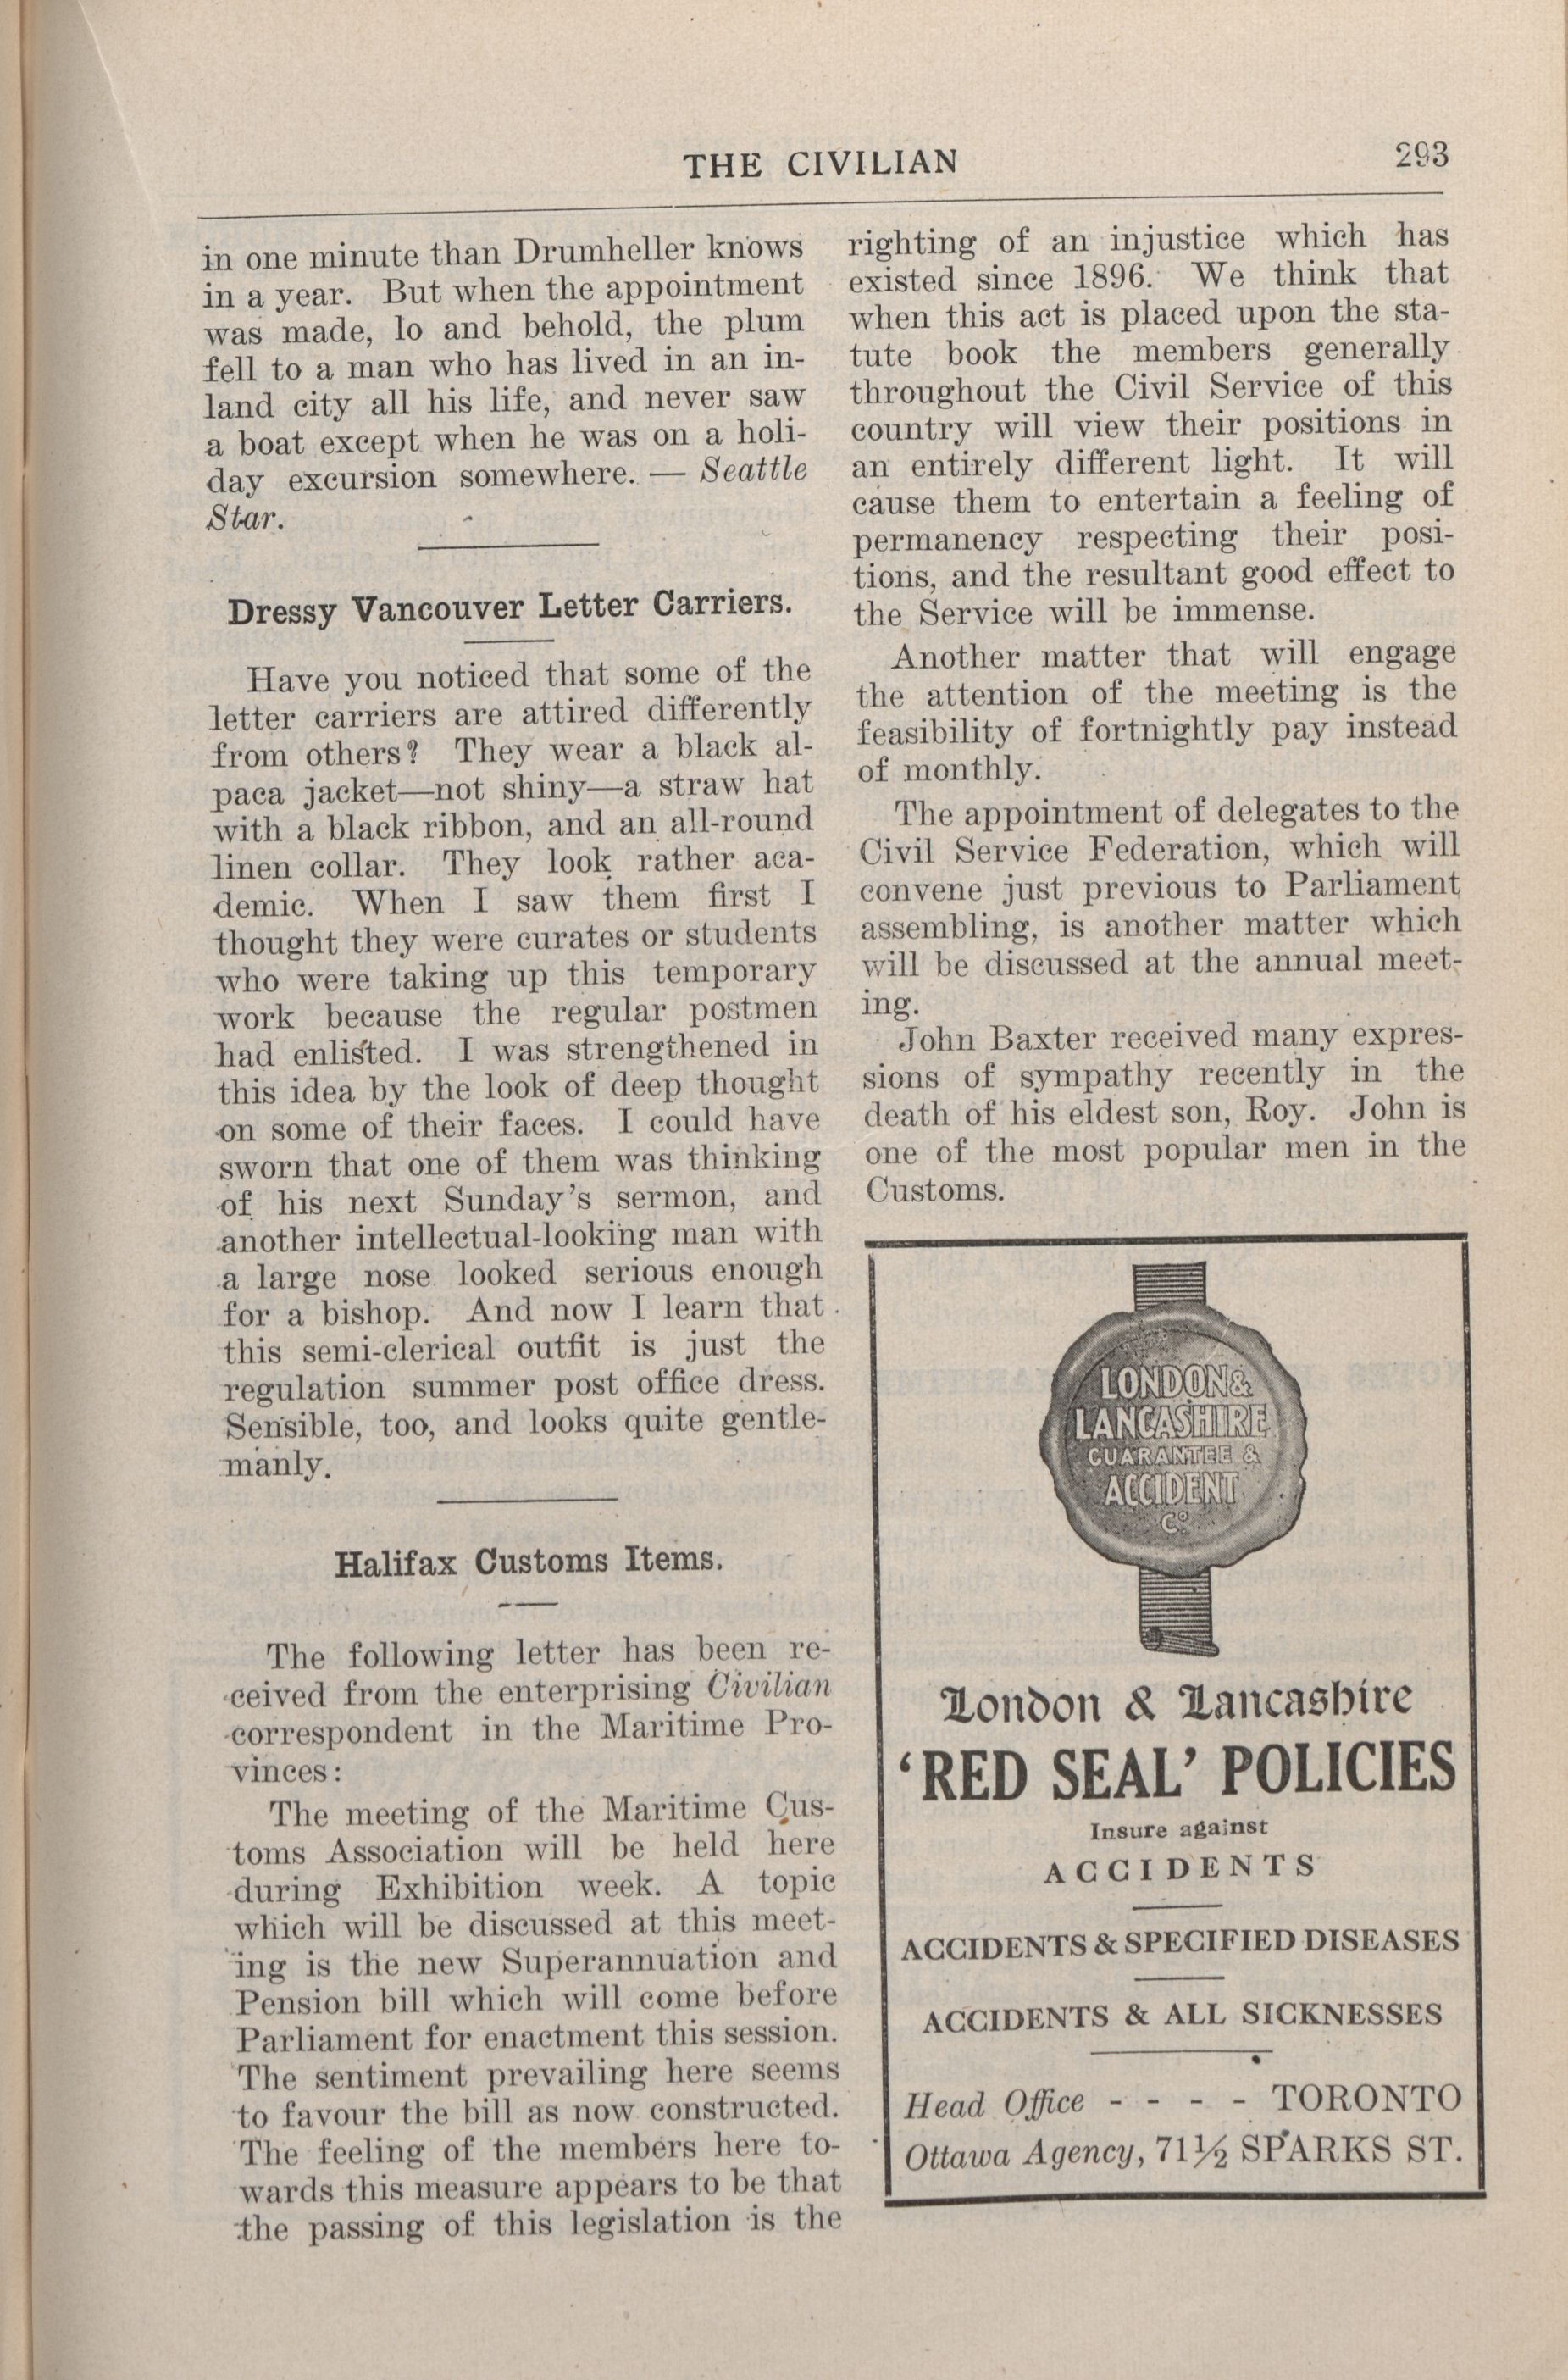 THE CIVILIAN
293
in one minute than Drumheller knows
in a year. But when the appointment
was made, lo and behold, the plum
fell to a man who has lived in an in-
land city all his life, and never saw
a boat except when he was on a holi-
day excursion somewhere. — Seattle
Star.
Dressy Vancouver Letter Carriers.
Have you noticed that some of the
letter carriers are attired differently
from others? They wear a black al-
paca jacket—not shiny—a straw hat
with a black ribbon, and an all-round
linen collar. They look rather aca-
demic. When I saw them first I
thought they were curates or students
who were taking up this temporary
work because the regular postmen
had enlisted. I was strengthened in
this idea by the look of deep thought
on some of their faces. I could have
sworn that one of them was thinking
of his next Sunday's sermon, and
another intellectual-looking man with
a large nose looked serious enough
for a bishop. And now I learn that
this semi-clerical outfit is just the
regulation summer post office dress.
Sensible, too, and looks quite gentle-
manly.
Halifax Customs Items.
The following letter has been re-
ceived from the enterprising Civilian
correspondent in the Maritime Pro-
vinces:
The meeting of the Maritime Cus-
toms Association will be held here
during Exhibition week. A topic
which will be discussed at this meet-
ing is the new Superannuation and
Pension bill which will come before
Parliament for enactment this session.
The sentiment prevailing here seems
to favour the bill as now constructed.
The feeling of the members here to-
wards this measure appears to be that
the passing of this legislation is the
righting of an injustice which has
existed since 1896. We think that
when this act is placed upon the sta-
tute book the members generally
throughout the Civil Service of this
country will view their positions in
an entirely different light. It will
cause them to entertain a feeling of
permanency respecting their posi-
tions, and the resultant good effect to
the Service will be immense.
Another matter that will engage
the attention of the meeting is the
feasibility of fortnightly pay instead
of monthly.
The appointment of delegates to the
Civil Service Federation, which will
convene just previous to Parliament
assembling, is another matter which
will be discussed at the annual meet-
ing.
John Baxter received many expres-
sions of sympathy recently in the
death of his eldest son, Roy. John is
one of the most popular men in the
Customs.
LONDON &
LANCASHIRE
GUARANTEE &
ACCIDENT
Co
London & Lancashire
'RED SEAL' POLICIES
Insure against
ACCIDENTS
ACCIDENTS & SPECIFIED DISEASES
ACCIDENTS & ALL SICKNESSES
Head Office - - - - TORONTO
Ottawa Agency, 71½ SPARKS ST.